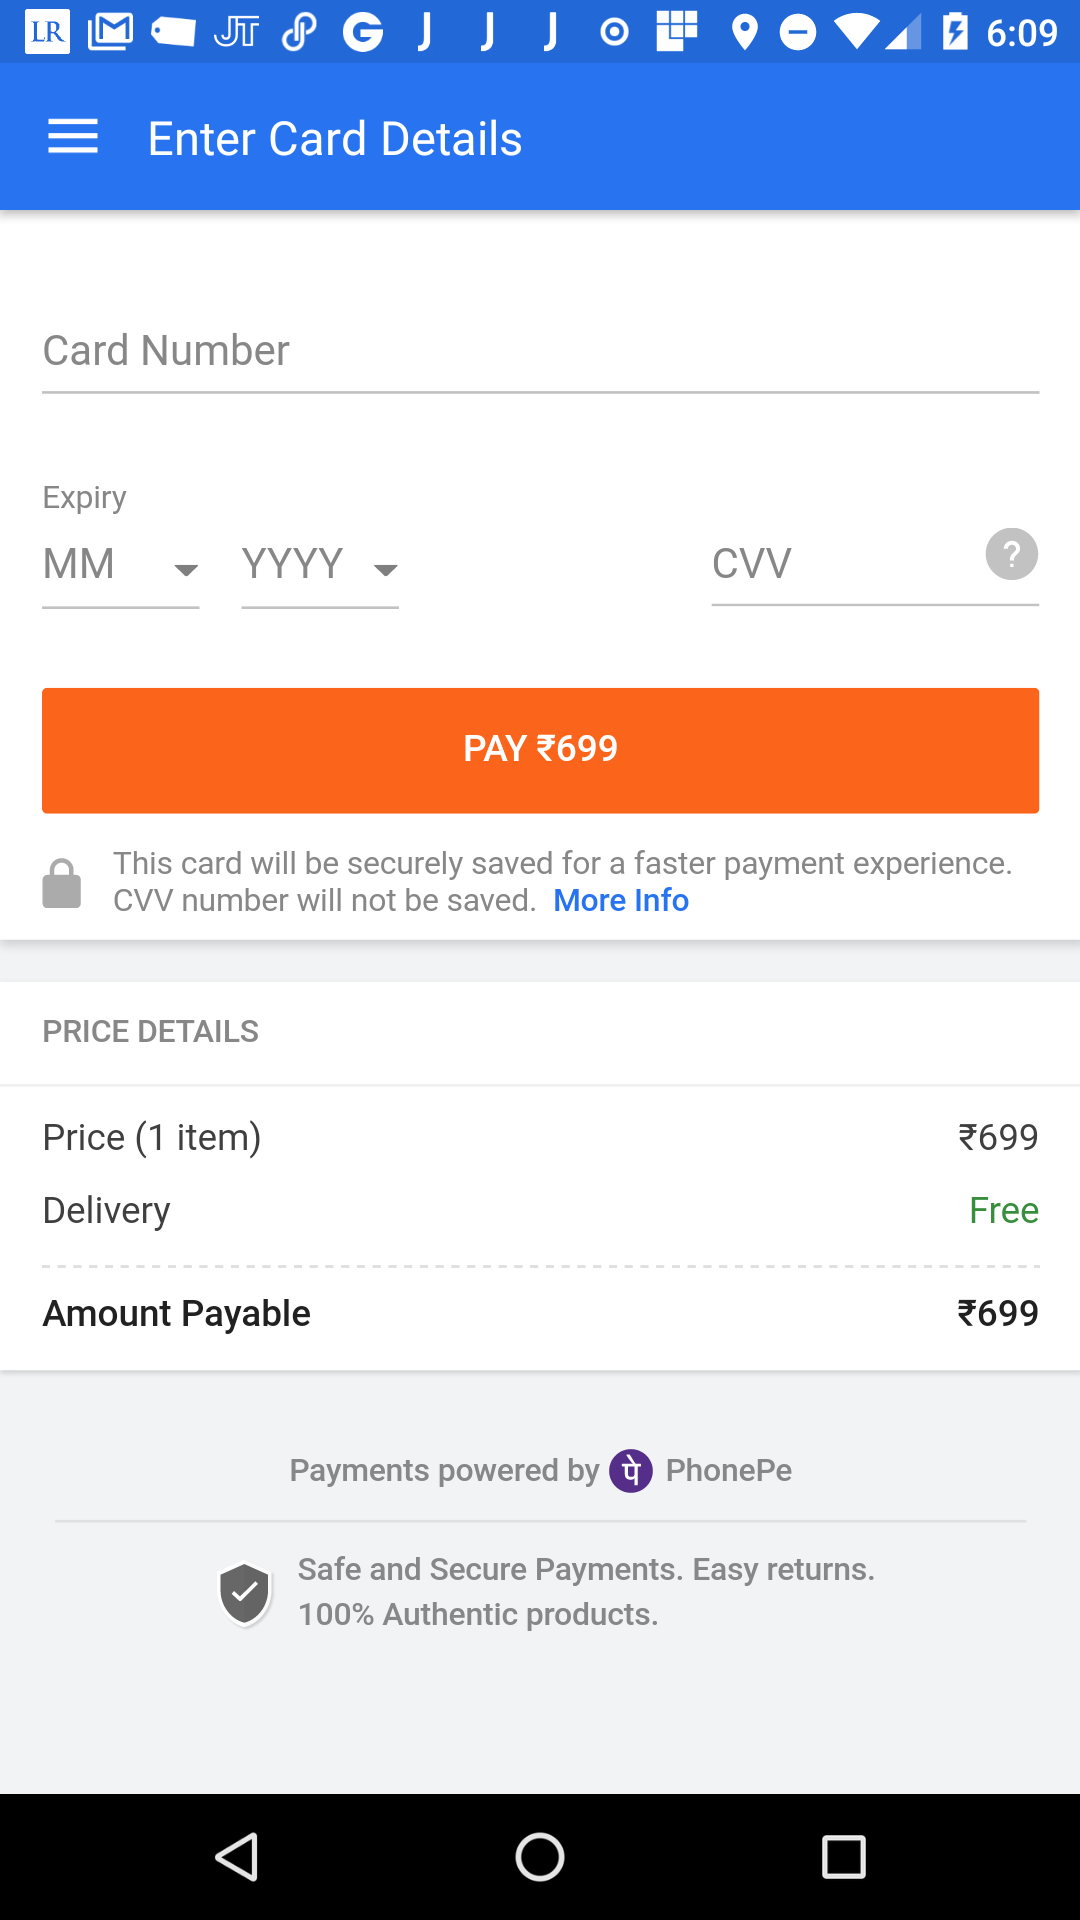 LR M JT G J J J 6:09
Enter Card Details
Card Number
Expiry
MM YYYY CVV ?
PAY ₹699
This card will be securely saved for a faster payment experience.
CVV number will not be saved. More Info
PRICE DETAILS
Price (1 item) ₹699
Delivery Free
Amount Payable ₹699
Payments powered by पे PhonePe
Safe and Secure Payments. Easy returns.
100% Authentic products.